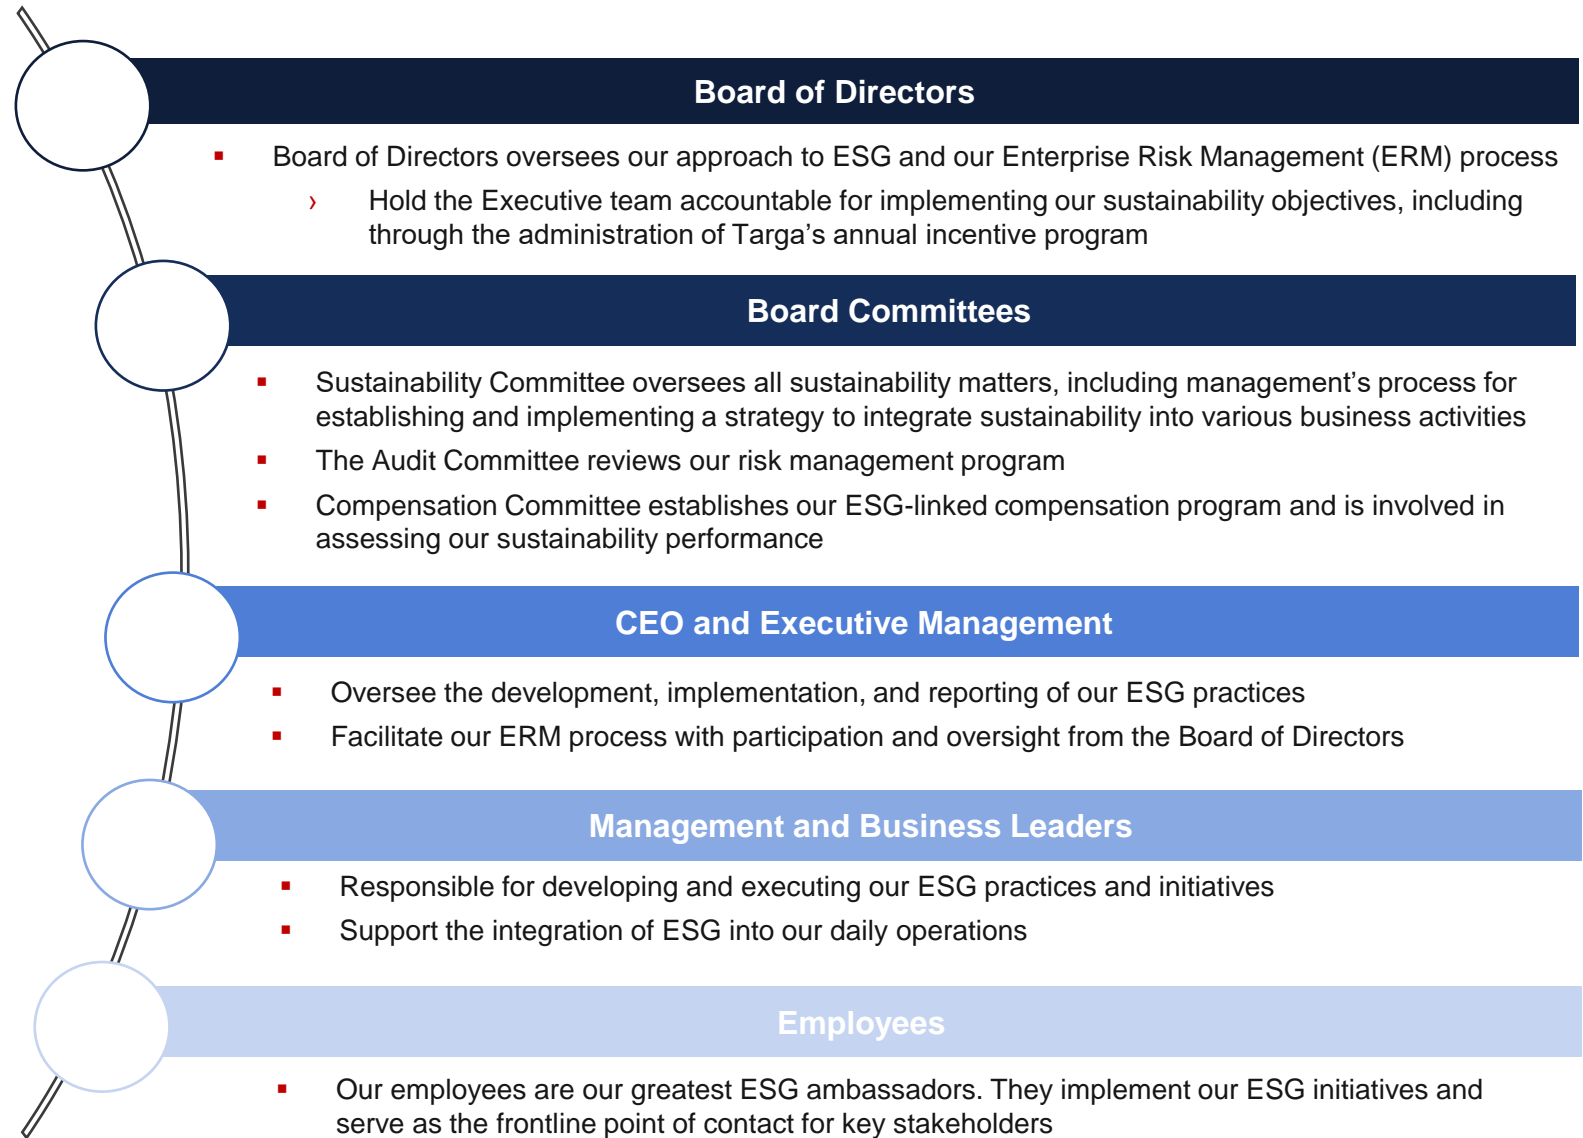 Board of Directors
▪ Board of Directors oversees our approach to ESG and our Enterprise Risk Management (ERM) process
› Hold the Executive team accountable for implementing our sustainability objectives, including
through the administration of Targa’s annual incentive program
Board Committees
▪ Sustainability Committee oversees all sustainability matters, including management’s process for
establishing and implementing a strategy to integrate sustainability into various business activities
▪ The Audit Committee reviews our risk management program
▪ Compensation Committee establishes our ESG-linked compensation program and is involved in
assessing our sustainability performance
CEO and Executive Management
▪ Oversee the development, implementation, and reporting of our ESG practices
▪ Facilitate our ERM process with participation and oversight from the Board of Directors
Management and Business Leaders
▪ Responsible for developing and executing our ESG practices and initiatives
▪ Support the integration of ESG into our daily operations
Employees
▪ Our employees are our greatest ESG ambassadors. They implement our ESG initiatives and
serve as the frontline point of contact for key stakeholders